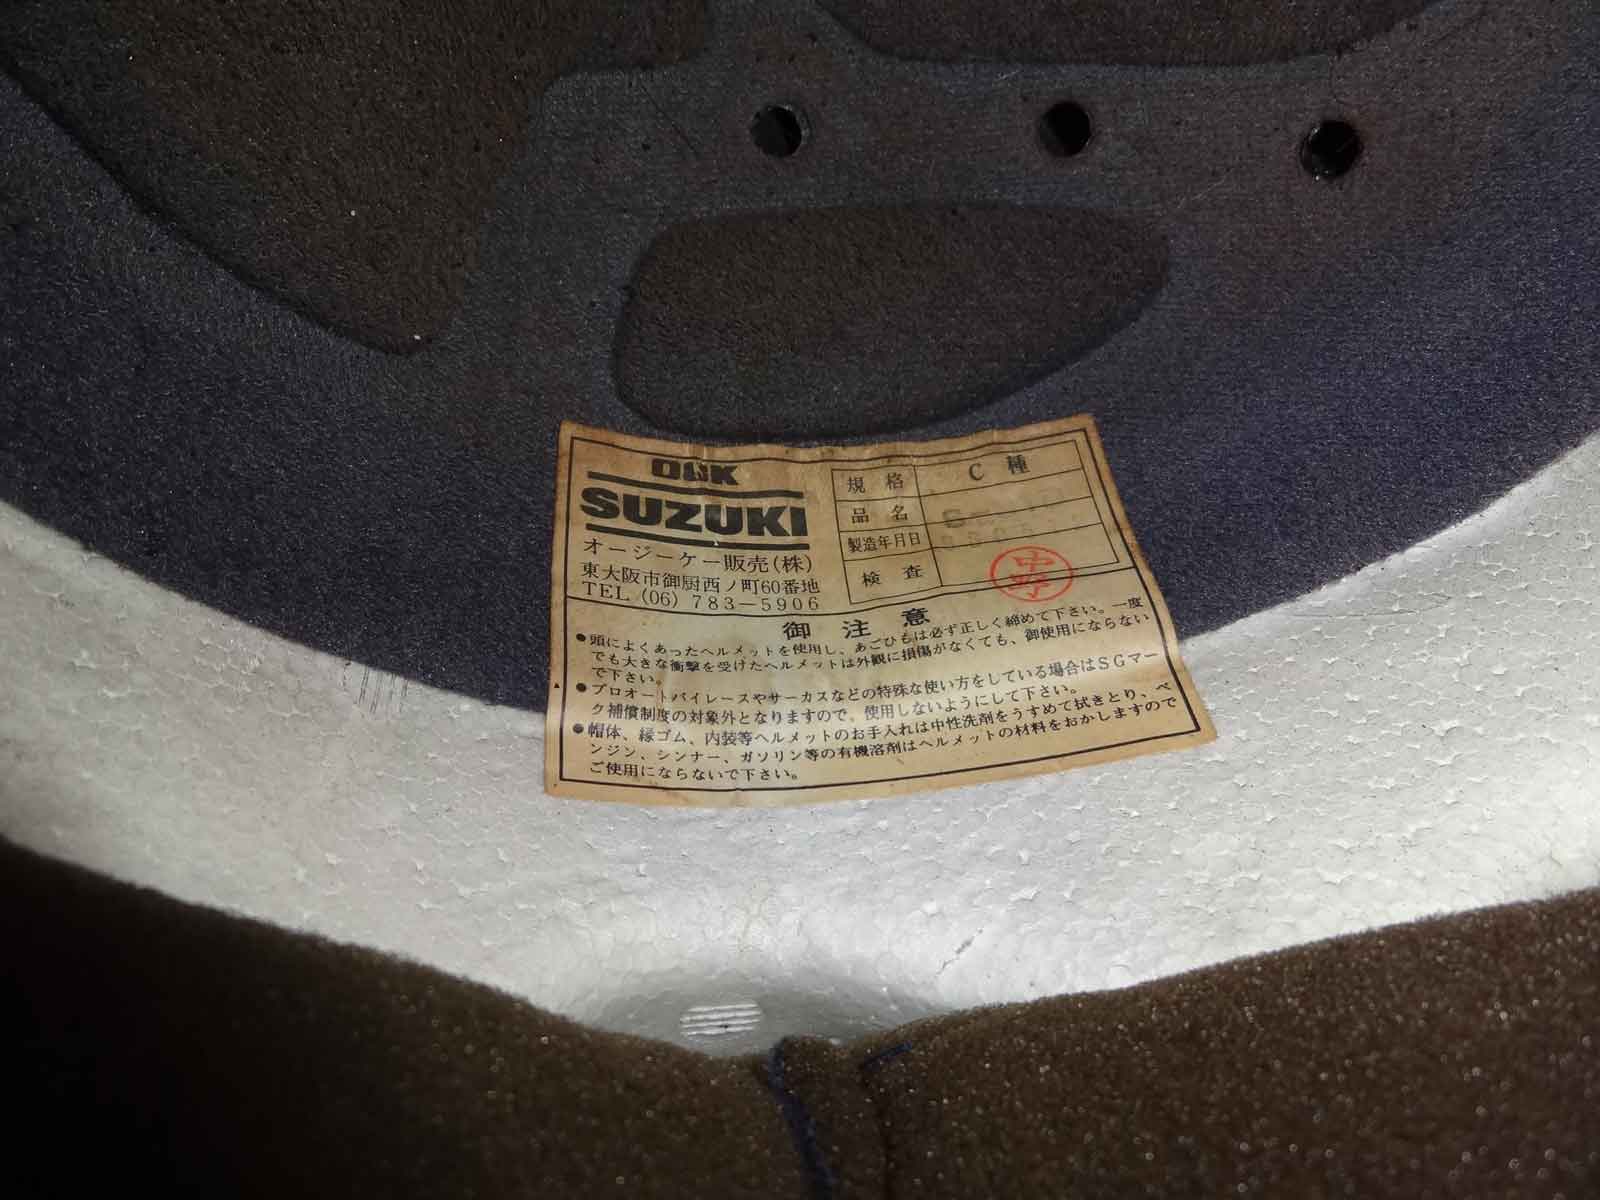 OGK
SUZUKI
オージーケー販売(株)
東大阪市御厨西ノ町60番地
TEL (06) 783-5906
規格 C種
品名 S
製造年月日
検査
御注意
●頭によくあったヘルメットを使用し、あごひもは必ず正しく締めて下さい。一度
でも大きな衝撃を受けたヘルメットは外観に損傷がなくても、御使用にならない
で下さい。
●プロオートバイレースやサーカスなどの特殊な使い方をしている場合はSGマー
ク補償制度の対象外となりますので、使用しないようにして下さい。
●帽体、縁ゴム、内装等ヘルメットのお手入れは中性洗剤をうすめて拭きとり、ベ
ンジン、シンナー、ガソリン等の有機溶剤はヘルメットの材料をおかしますので
ご使用にならないで下さい。